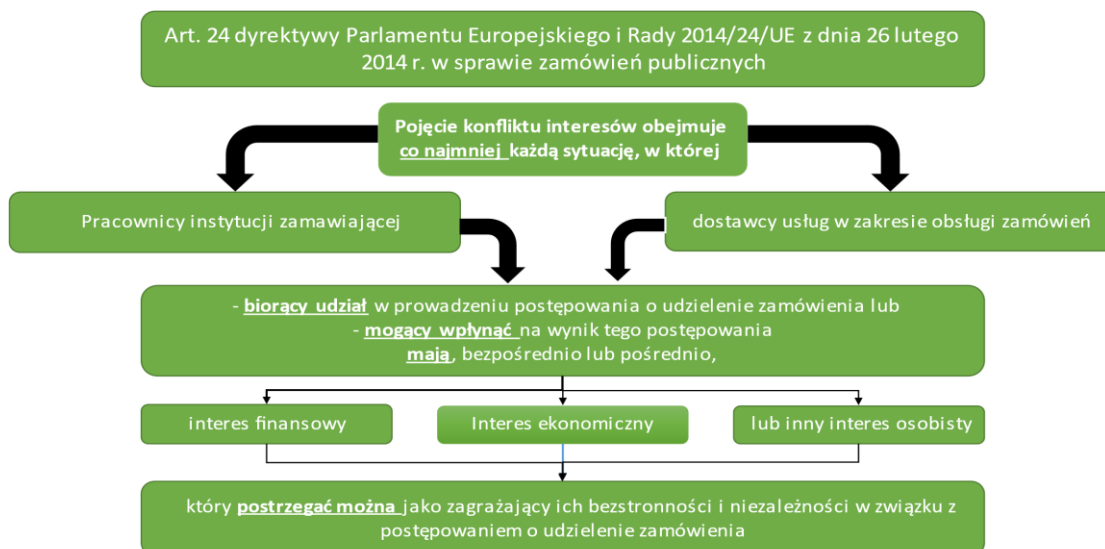 Art. 24 dyrektywy Parlamentu Europejskiego i Rady 2014/24/UE z dnia 26 lutego
2014 r. w sprawie zamówień publicznych
Pojęcie konfliktu interesów obejmuje
co najmniej każdą sytuację, w której
Pracownicy instytucji zamawiającej
dostawcy usług w zakresie obsługi zamówień
- biorący udział w prowadzeniu postępowania o udzielenie zamówienia lub
- mogący wpłynąć na wynik tego postępowania
mają, bezpośrednio lub pośrednio,
interes finansowy
Interes ekonomiczny
lub inny interes osobisty
który postrzegać można jako zagrażający ich bezstronności i niezależności w związku z
postępowaniem o udzielenie zamówienia